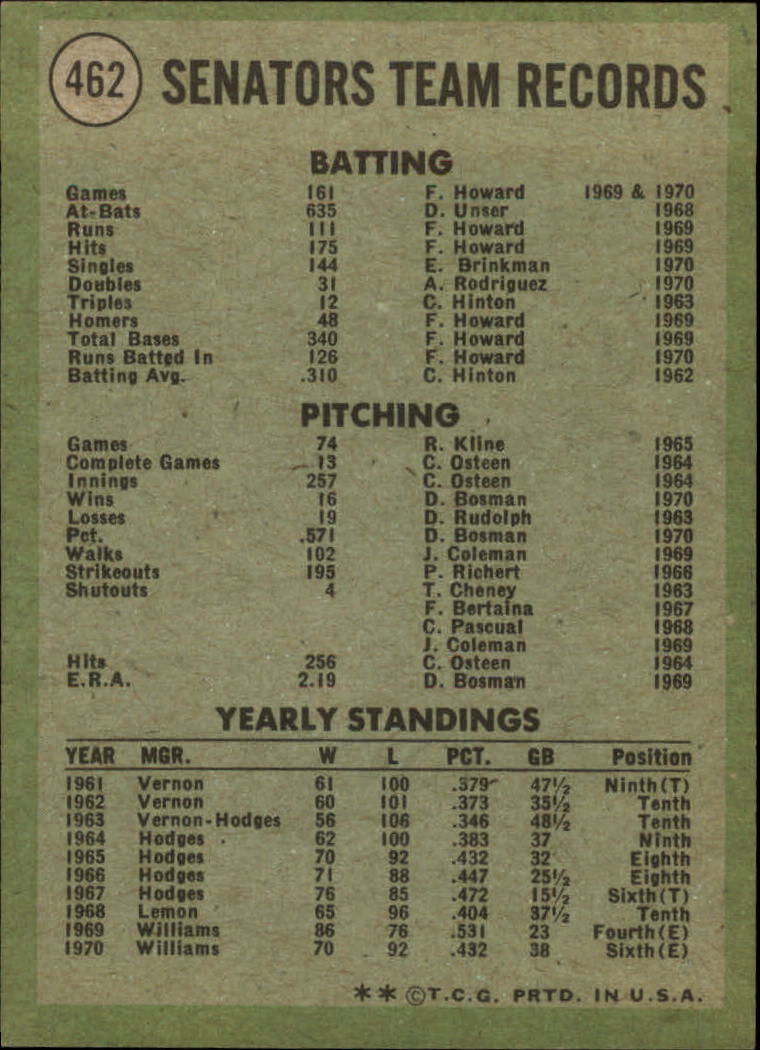 462 SENATORS TEAM RECORDS
BATTING
Games 161 F. Howard 1969 & 1970
At-Bats 635 D. Unser 1968
Runs 111 F. Howard 1969
Hits 175 F. Howard 1969
Singles 144 E. Brinkman 1970
Doubles 31 A. Rodriguez 1970
Triples 12 C. Hinton 1963
Homers 48 F. Howard 1969
Total Bases 340 F. Howard 1969
Runs Batted In 126 F. Howard 1970
Batting Avg. .310 C. Hinton 1962
PITCHING
Games 74 R. Kline 1965
Complete Games 13 C. Osteen 1964
Innings 257 C. Osteen 1964
Wins 16 D. Bosman 1970
Losses 19 D. Rudolph 1963
Pct. .571 D. Bosman 1970
Walks 102 J. Coleman 1969
Strikeouts 195 P. Richert 1966
Shutouts 4 T. Cheney 1963
F. Bertaina 1967
C. Pascual 1968
J. Coleman 1969
Hits 256 C. Osteen 1964
E.R.A. 2.19 D. Bosman 1969
YEARLY STANDINGS
YEAR MGR. W L PCT. GB Position
1961 Vernon 61 100 .379 47½ Ninth(T)
1962 Vernon 60 101 .373 35½ Tenth
1963 Vernon-Hodges 56 106 .346 48½ Tenth
1964 Hodges 62 100 .383 37 Ninth
1965 Hodges 70 92 .432 32 Eighth
1966 Hodges 71 88 .447 25½ Eighth
1967 Hodges 76 85 .472 15½ Sixth(T)
1968 Lemon 65 96 .404 37½ Tenth
1969 Williams 86 76 .531 23 Fourth(E)
1970 Williams 70 92 .432 38 Sixth(E)
** ©T.C.G. PRTD. IN U.S.A.